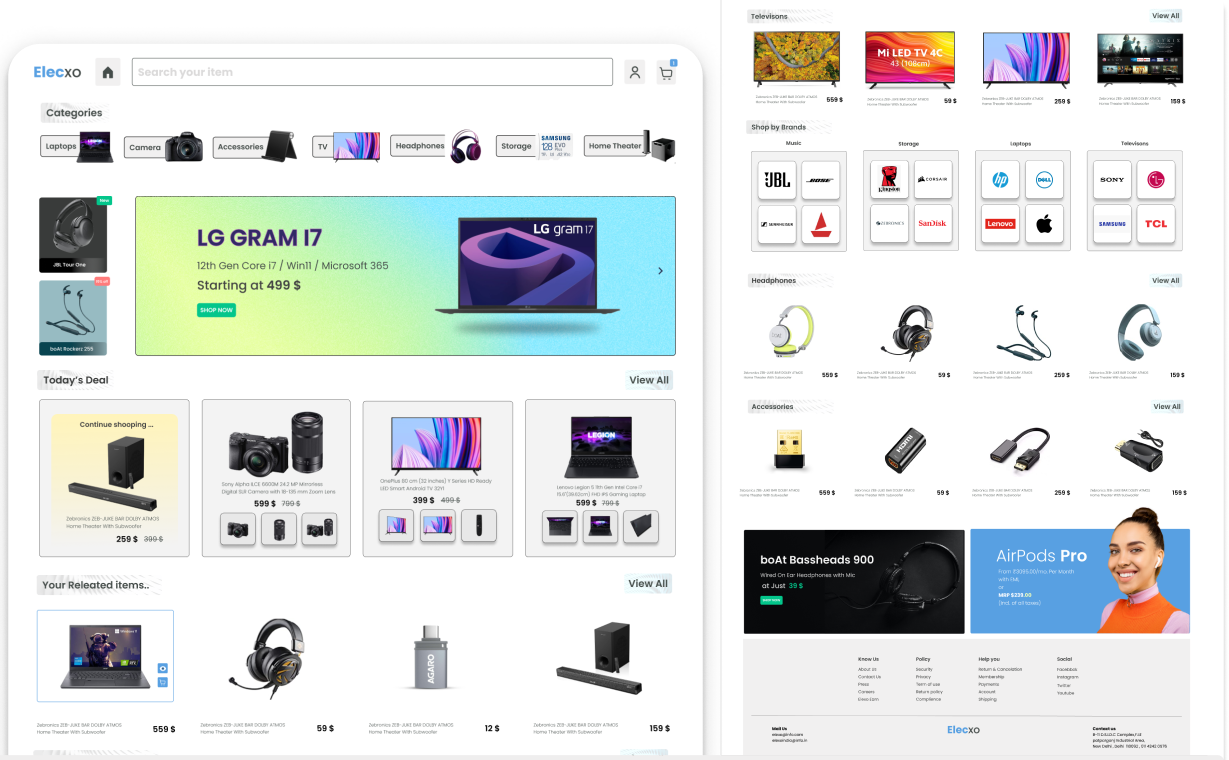 Elecxo
Search your item
1
Categories
Laptops
Camera
Accessories
TV
Headphones
Storage
SAMSUNG
Home Theater
New
JBL Tour One
boAt Rockerz 255
LG GRAM 17
12th Gen Core i7 / Win11 / Microsoft 365
Starting at 499 $
SHOP NOW
LG gram 17
Today's Deal
View All
Continue shooping ...
Zebronics ZEB-JUKE BAR DOLBY ATMOS
Home Theater With Subwoofer
259 $ 399 $
Sony Alpha ILCE 6600M 24.2 MP Mirrorless
Digital SLR Camera with 18-135 mm Zoom Lens
599 $
OnePlus 80 cm (32 inches) Y Series HD Ready
LED Smart Android TV 32Y1
399 $ 499 $
LEGION
Lenovo Legion 5 11th Gen Intel Core i7
15.6"(39.62cm) FHD IPS Gaming Laptop
599 $ 799 $
Your Releated items..
View All
Zebronics ZEB-JUKE BAR DOLBY ATMOS
Home Theater With Subwoofer
568 $
Zebronics ZEB-JUKE BAR DOLBY ATMOS
Home Theater With Subwoofer
59 $
AGARO
Zebronics ZEB-JUKE BAR DOLBY ATMOS
Home Theater With Subwoofer
12 $
Zebronics ZEB-JUKE BAR DOLBY ATMOS
Home Theater With Subwoofer
159 $
Televisons
View All
Mi LED TV 4C
43 (108cm)
Zebronics ZEB-JUKE BAR DOLBY ATMOS
Home Theater With Subwoofer
559 $
Zebronics ZEB-JUKE BAR DOLBY ATMOS
Home Theater With Subwoofer
59 $
Zebronics ZEB-JUKE BAR DOLBY ATMOS
Home Theater With Subwoofer
259 $
Zebronics ZEB-JUKE BAR DOLBY ATMOS
Home Theater With Subwoofer
159 $
Shop by Brands
Music
Storage
Laptops
Televisons
JBL
BOSE
SENNHEISER
Kingston
CORSAIR
ZEBRONICS
SanDisk
hp
DELL
Lenovo
SONY
LG
SAMSUNG
TCL
Headphones
View All
Zebronics ZEB-JUKE BAR DOLBY ATMOS
Home Theater With Subwoofer
559 $
Zebronics ZEB-JUKE BAR DOLBY ATMOS
Home Theater With Subwoofer
59 $
Zebronics ZEB-JUKE BAR DOLBY ATMOS
Home Theater With Subwoofer
259 $
Zebronics ZEB-JUKE BAR DOLBY ATMOS
Home Theater With Subwoofer
159 $
Accessories
View All
HDMI
Zebronics ZEB-JUKE BAR DOLBY ATMOS
Home Theater With Subwoofer
559 $
Zebronics ZEB-JUKE BAR DOLBY ATMOS
Home Theater With Subwoofer
59 $
Zebronics ZEB-JUKE BAR DOLBY ATMOS
Home Theater With Subwoofer
259 $
Zebronics ZEB-JUKE BAR DOLBY ATMOS
Home Theater With Subwoofer
159 $
boAt Bassheads 900
Wired On Ear Headphones with Mic
at Just 39 $
SHOP NOW
AirPods Pro
with EMI.
or
MRP $239.00
(Incl. of all taxes)
Know Us
About us
Contact Us
Press
Careers
Policy
Security
Privacy
Term of use
Return policy
Compliance
Help you
Return & Cancelation
Membership
Payments
Account
Shipping
Social
Facebbok
Instagram
Twitter
Youtube
Mail Us
Elecxo
Contact us